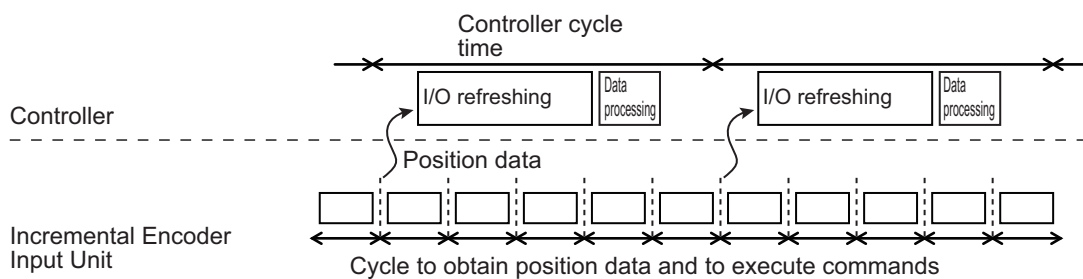 Controller cycle
time
I/O refreshing
Data
processing
I/O refreshing
Data
processing
Controller
Position data
Incremental Encoder
Input Unit
Cycle to obtain position data and to execute commands